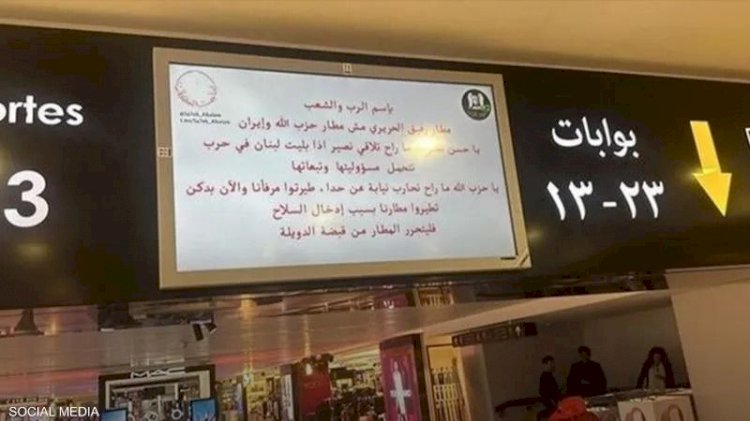 ortes
3
بإسم الرب والشعب
مطار رفيق الحريري مش مطار حزب الله وإيران
يا حسن ما راح تلاقي نصير اذا بليت لبنان في حرب
تتحمل مسؤوليتها وتبعاتها
يا حزب الله ما راح نحارب نيابة عن حدا، طيرتوا مرفأنا والآن بدكن
تطيروا مطارنا بسبب إدخال السلاح
فليتحرر المطار من قبضة الدويلة
بوابات
١٣ - ٢٣
MAC
SOCIAL MEDIA